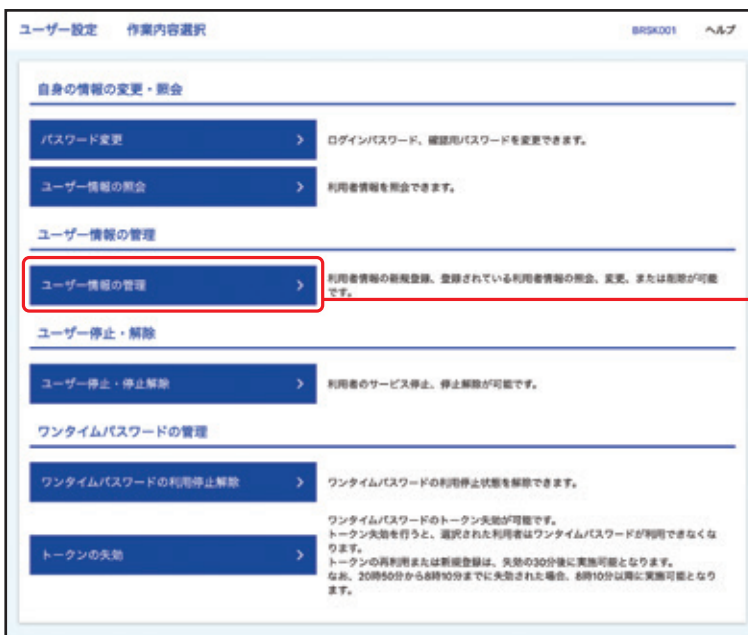 ユーザー設定 作業内容選択 BRSK001 ヘルプ
自身の情報の変更・照会
パスワード変更
ログインパスワード、確認用パスワードを変更できます。
ユーザー情報の照会
利用者情報を照会できます。
ユーザー情報の管理
ユーザー情報の管理
利用者情報の新規登録、登録されている利用者情報の照会、変更、または削除が可能
です。
ユーザー停止・解除
ユーザー停止・停止解除
利用者のサービス停止、停止解除が可能です。
ワンタイムパスワードの管理
ワンタイムパスワードの利用停止解除
ワンタイムパスワードの利用停止状態を解除できます。
トークンの失効
ワンタイムパスワードのトークン失効が可能です。
トークン失効を行うと、選択された利用者はワンタイムパスワードが利用できなくな
ります。
トークンの再利用または新規登録は、失効の30分後に実施可能となります。
なお、20時50分から8時10分までに失効された場合、8時10分以降に実施可能となり
ます。